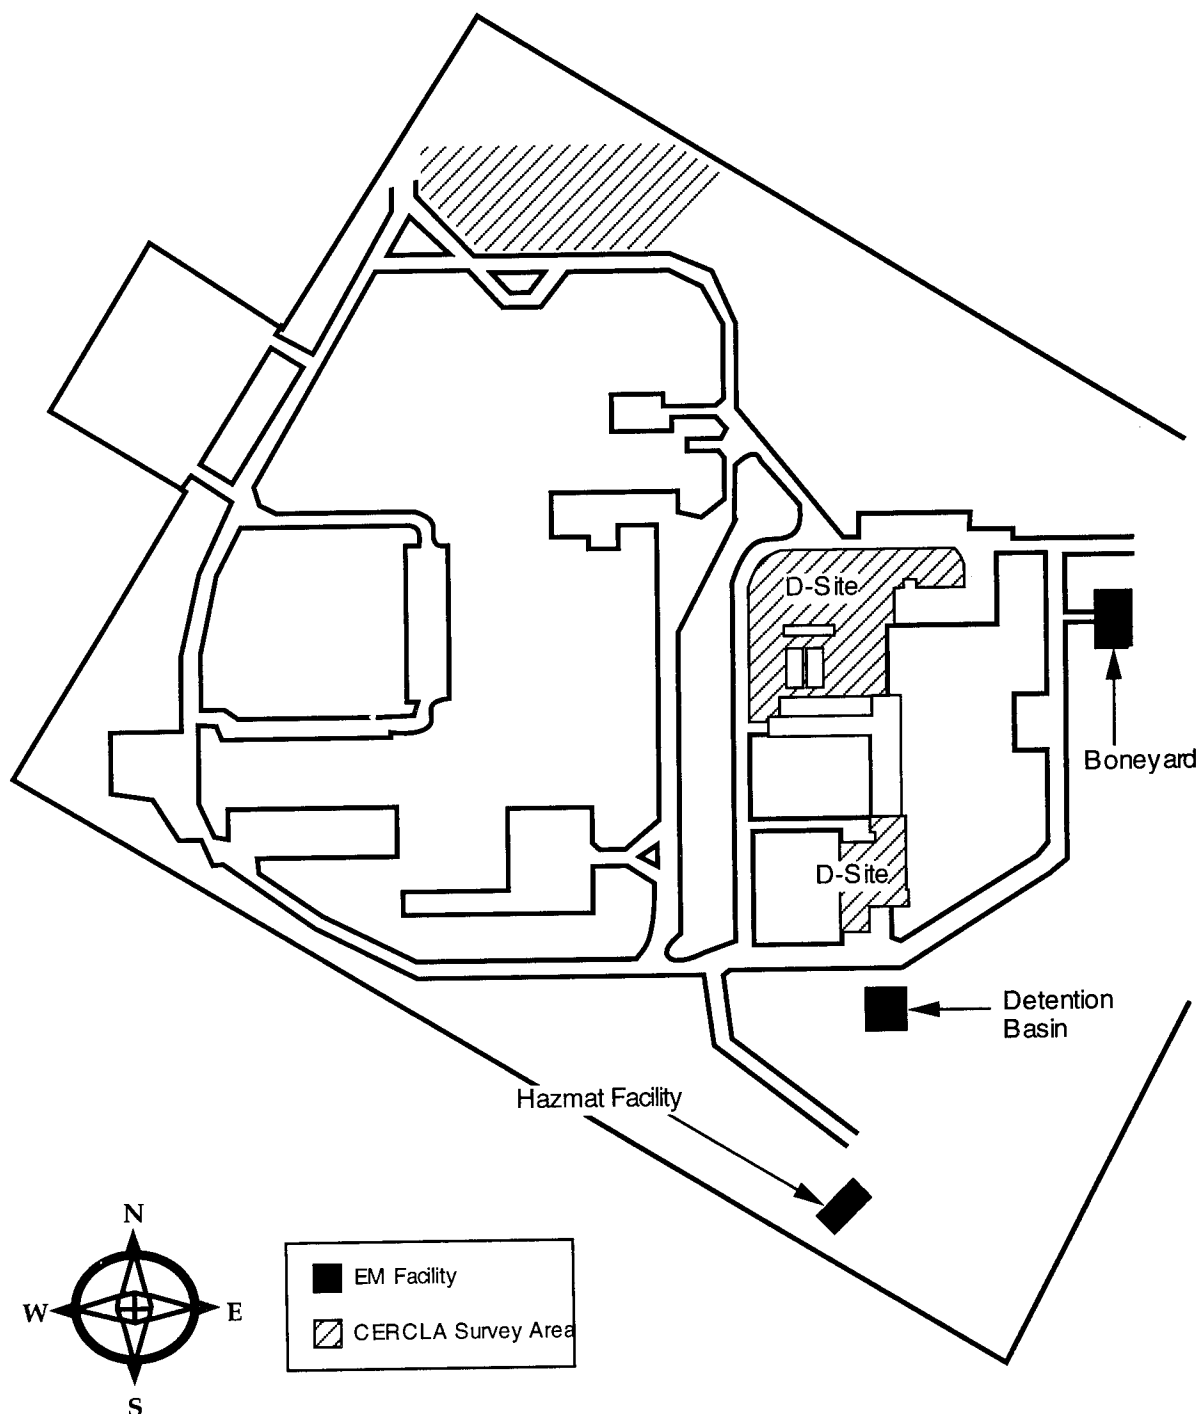 D-Site
Boneyard
D-Site
Detention
Basin
Hazmat Facility
N
W
E
S
EM Facility
CERCLA Survey Area